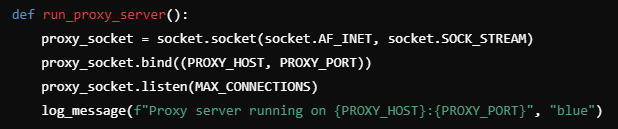 def run_proxy_server():
    proxy_socket = socket.socket(socket.AF_INET, socket.SOCK_STREAM)
    proxy_socket.bind((PROXY_HOST, PROXY_PORT))
    proxy_socket.listen(MAX_CONNECTIONS)
    log_message(f"Proxy server running on {PROXY_HOST}:{PROXY_PORT}", "blue")